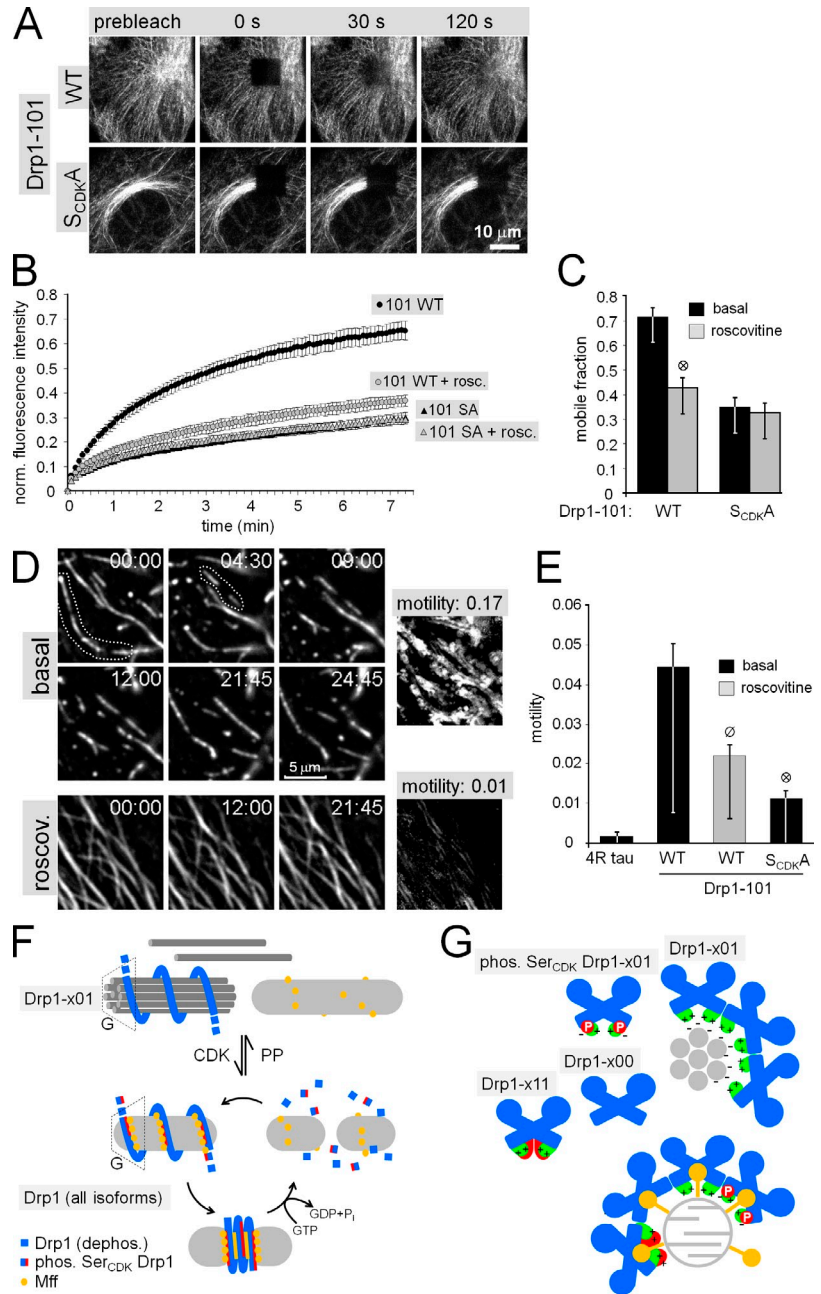 A
prebleach 0 s 30 s 120 s
Drp1-101
WT
S_CDK A
10 µm
B
norm. fluorescence intensity
0.8
0.7
0.6
0.5
0.4
0.3
0.2
0.1
0
0 1 2 3 4 5 6 7
time (min)
101 WT
101 WT + rosc.
101 SA
101 SA + rosc.
C
mobile fraction
0.8
0.7
0.6
0.5
0.4
0.3
0.2
0.1
0
basal
roscovitine
⊗
Drp1-101: WT S_CDK A
D
basal
00:00 04:30 09:00
12:00 21:45 24:45
5 µm
motility: 0.17
roscov.
00:00 12:00 21:45
motility: 0.01
E
motility
0.06
0.05
0.04
0.03
0.02
0.01
0
basal
roscovitine
∅
⊗
4R tau WT WT S_CDK A
Drp1-101
F
Drp1-x01
G
CDK PP
G
Drp1 (all isoforms)
GDP+Pi
GTP
Drp1 (dephos.)
phos. Ser_CDK Drp1
Mff
G
phos. Ser_CDK Drp1-x01
Drp1-x01
P P
Drp1-x00
Drp1-x11
P
P